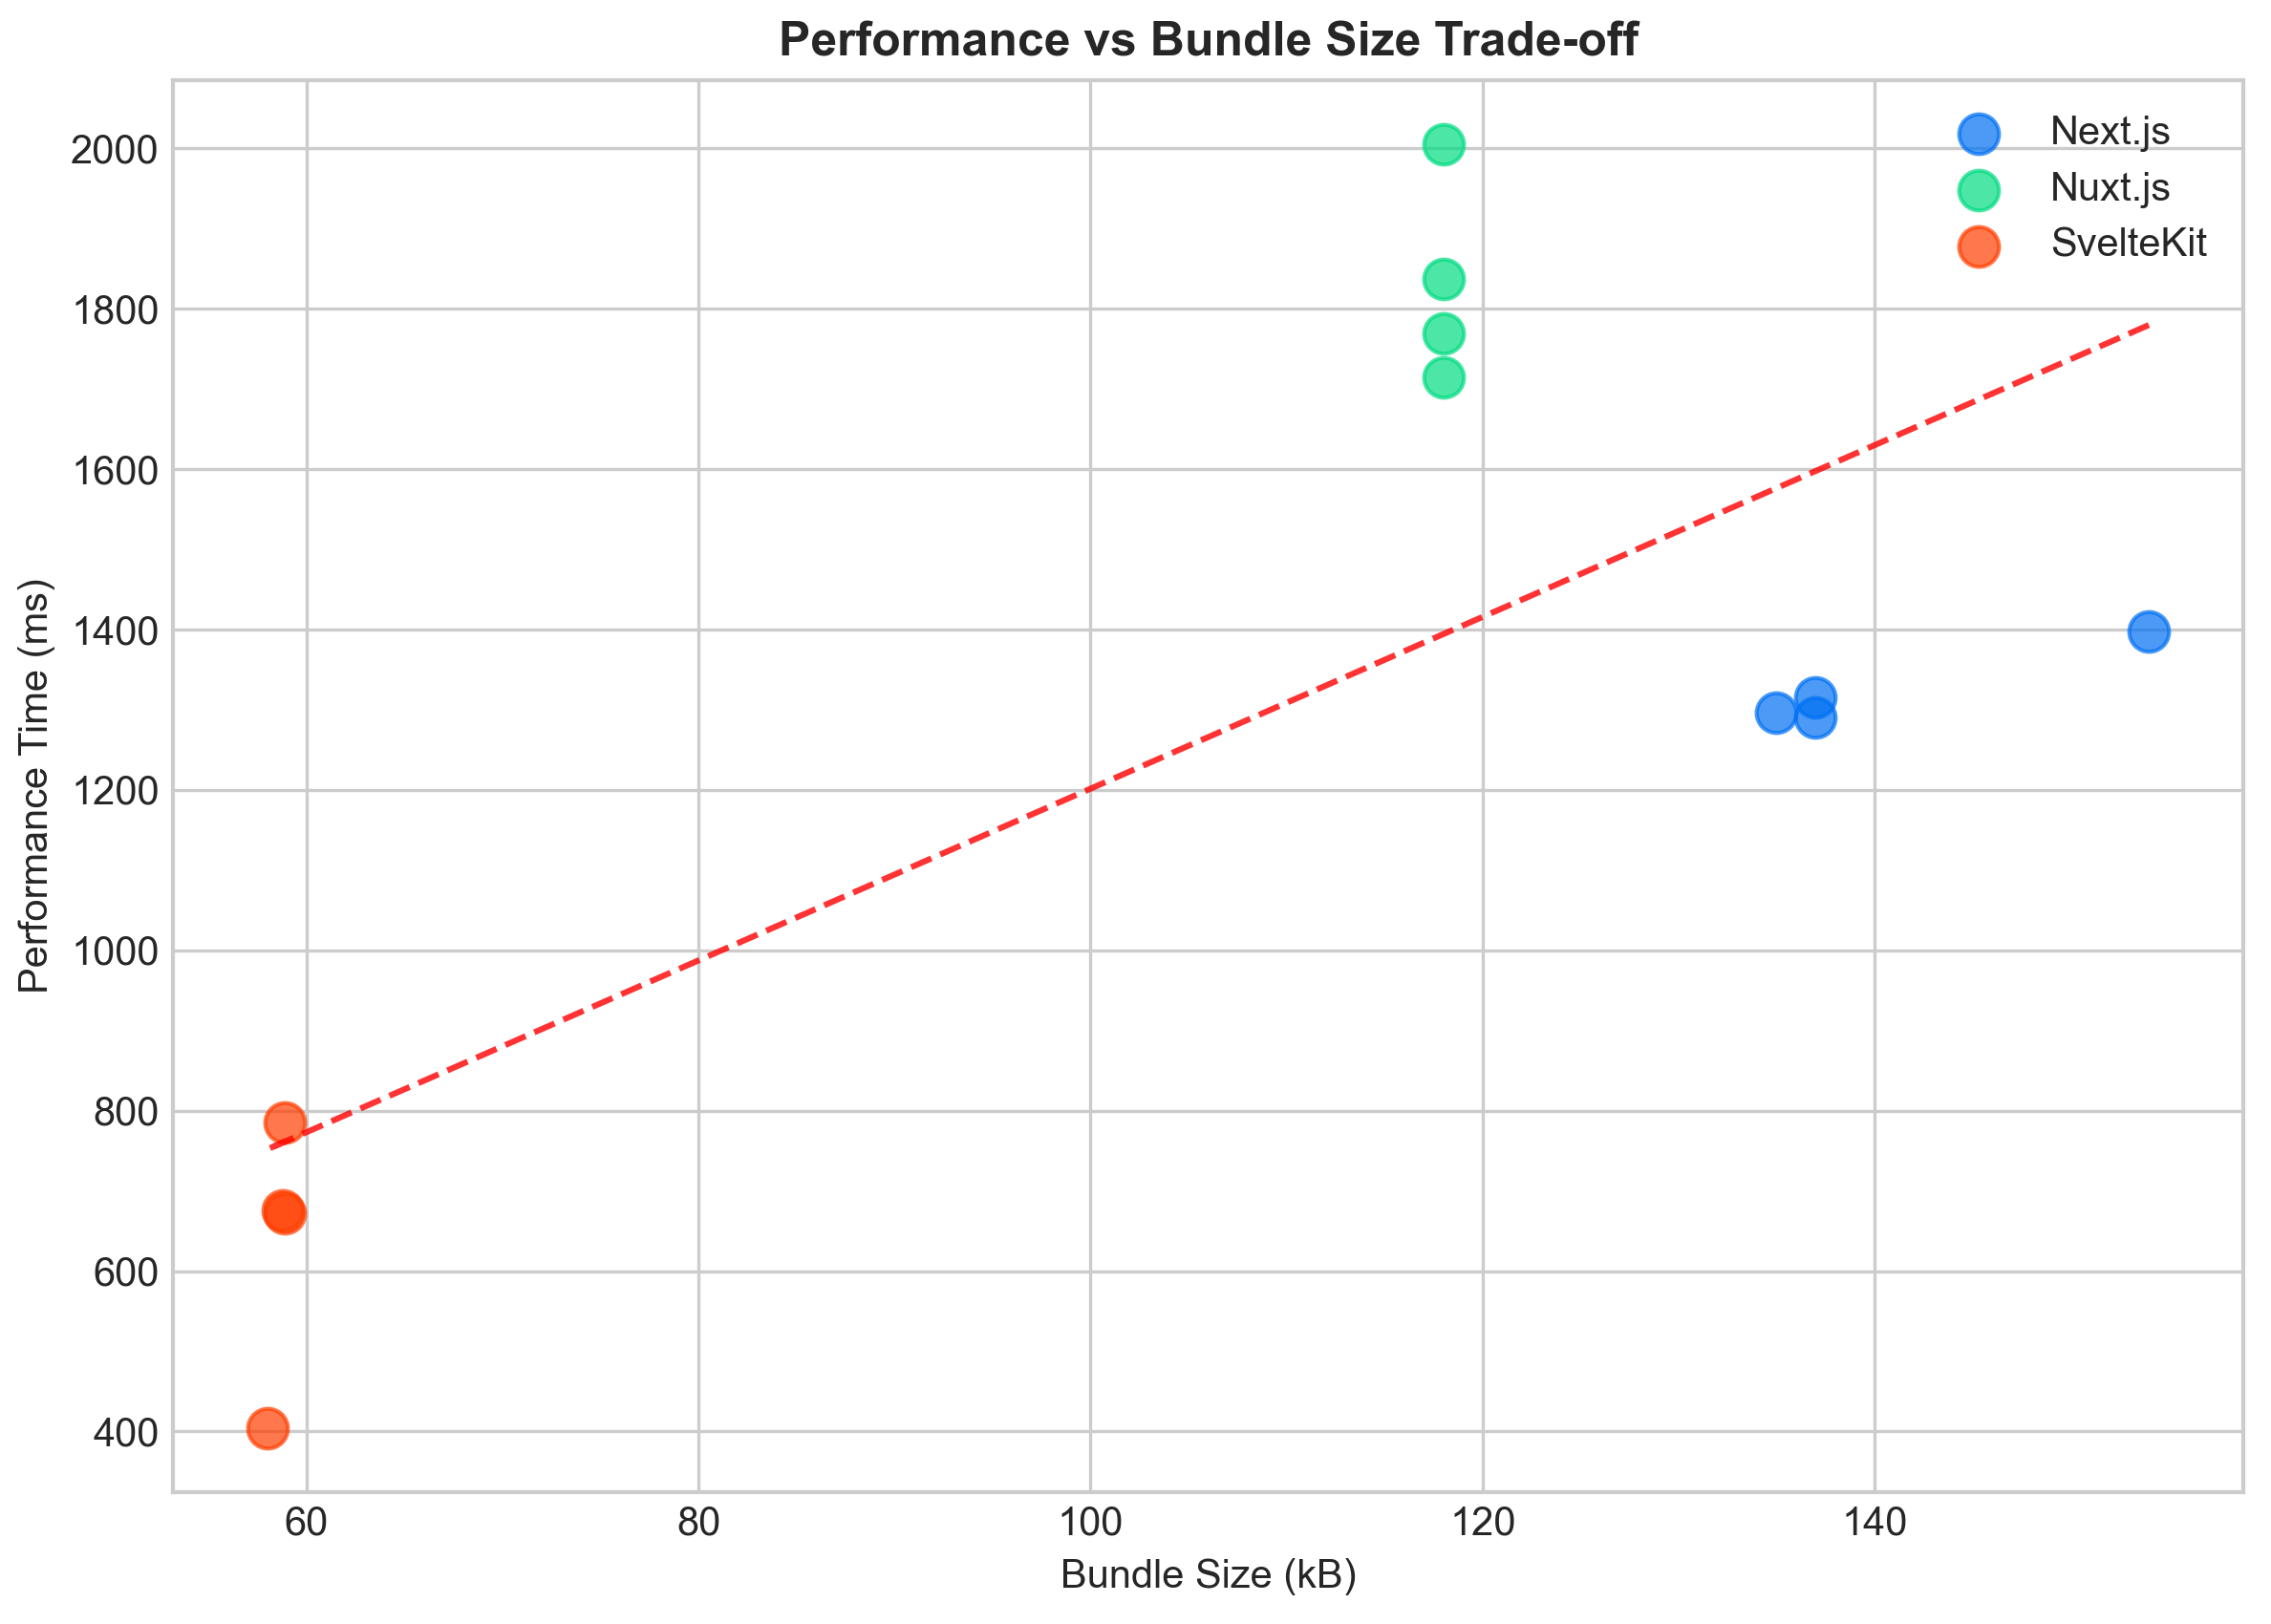 Performance vs Bundle Size Trade-off
Next.js
Nuxt.js
SvelteKit
2000
1800
1600
1400
1200
1000
800
600
400
Performance Time (ms)
60 80 100 120 140
Bundle Size (kB)